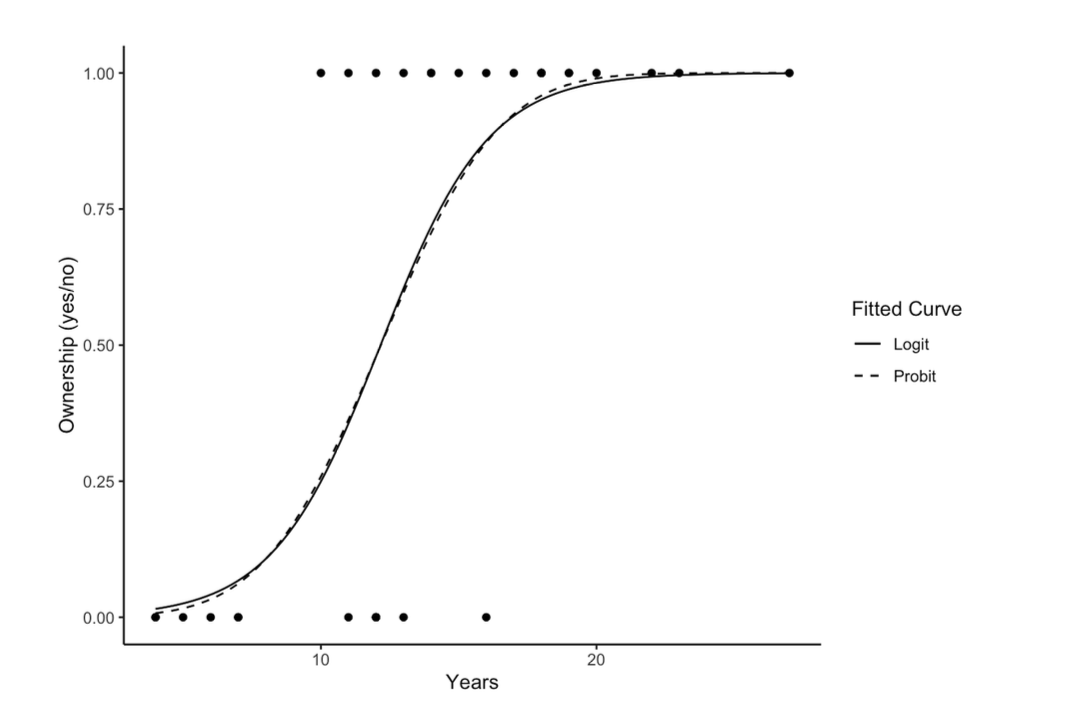 1.00
0.75
0.50
0.25
0.00
Ownership (yes/no)
10
20
Years
Fitted Curve
Logit
Probit